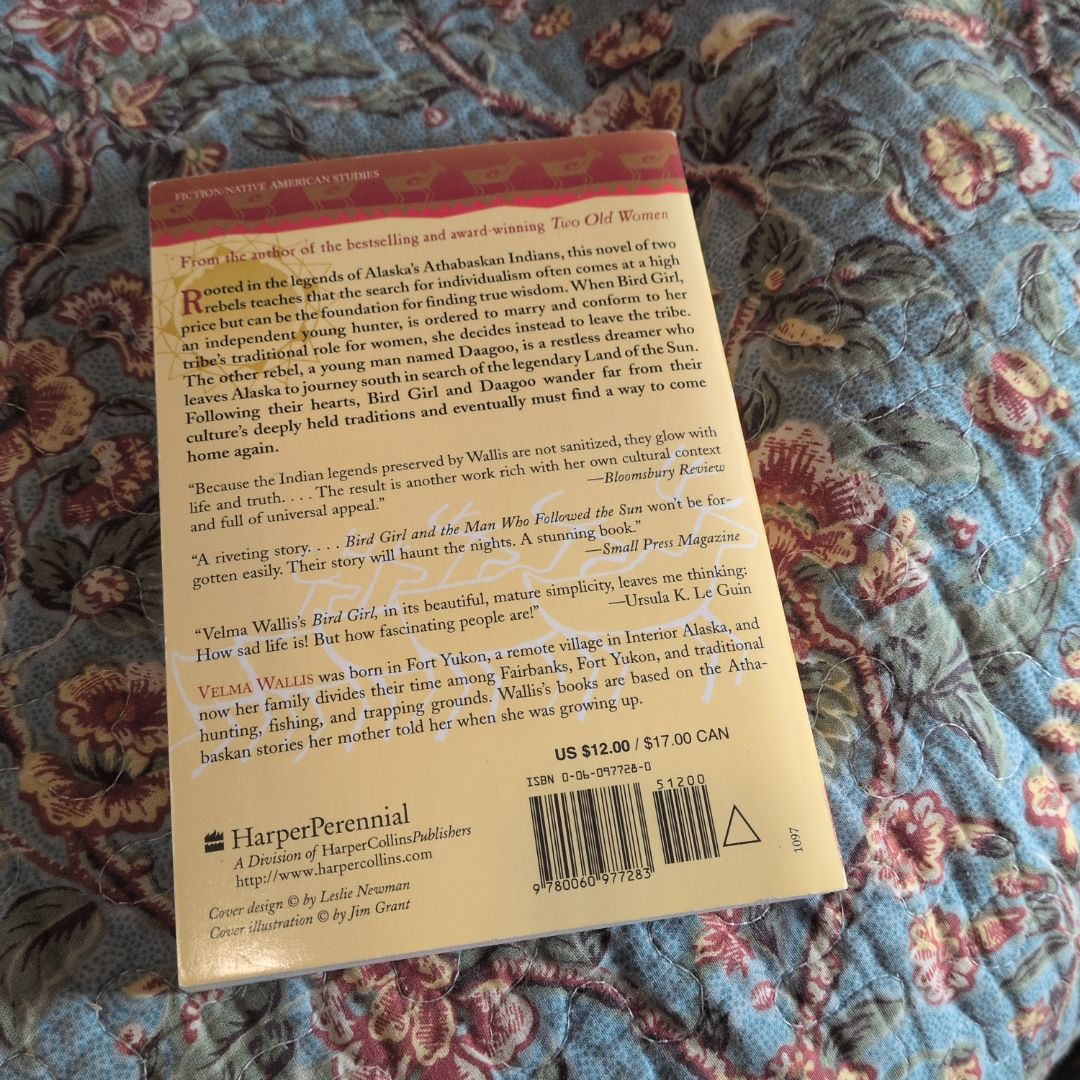 FICTION/NATIVE AMERICAN STUDIES
From the author of the bestselling and award-winning Two Old Women
Rooted in the legends of Alaska's Athabaskan Indians, this novel of two
rebels teaches that the search for individualism often comes at a high
price but can be the foundation for finding true wisdom. When Bird Girl,
an independent young hunter, is ordered to marry and conform to her
tribe's traditional role for women, she decides instead to leave the tribe.
The other rebel, a young man named Daagoo, is a restless dreamer who
leaves Alaska to journey south in search of the legendary Land of the Sun.
Following their hearts, Bird Girl and Daagoo wander far from their
culture's deeply held traditions and eventually must find a way to come
home again.
“Because the Indian legends preserved by Wallis are not sanitized, they glow with
life and truth. . . . The result is another work rich with her own cultural context
and full of universal appeal.”
—Bloomsbury Review
“A riveting story. . . . Bird Girl and the Man Who Followed the Sun won't be for-
gotten easily. Their story will haunt the nights. A stunning book.”
—Small Press Magazine
“Velma Wallis's Bird Girl, in its beautiful, mature simplicity, leaves me thinking:
How sad life is! But how fascinating people are!”
—Ursula K. Le Guin
VELMA WALLIS was born in Fort Yukon, a remote village in Interior Alaska, and
now her family divides their time among Fairbanks, Fort Yukon, and traditional
hunting, fishing, and trapping grounds. Wallis's books are based on the Atha-
baskan stories her mother told her when she was growing up.
US $12.00 / $17.00 CAN
ISBN 0-06-097728-0
51200
9 780060 977283
1097
HarperPerennial
A Division of HarperCollinsPublishers
http://www.harpercollins.com
Cover design © by Leslie Newman
Cover illustration © by Jim Grant